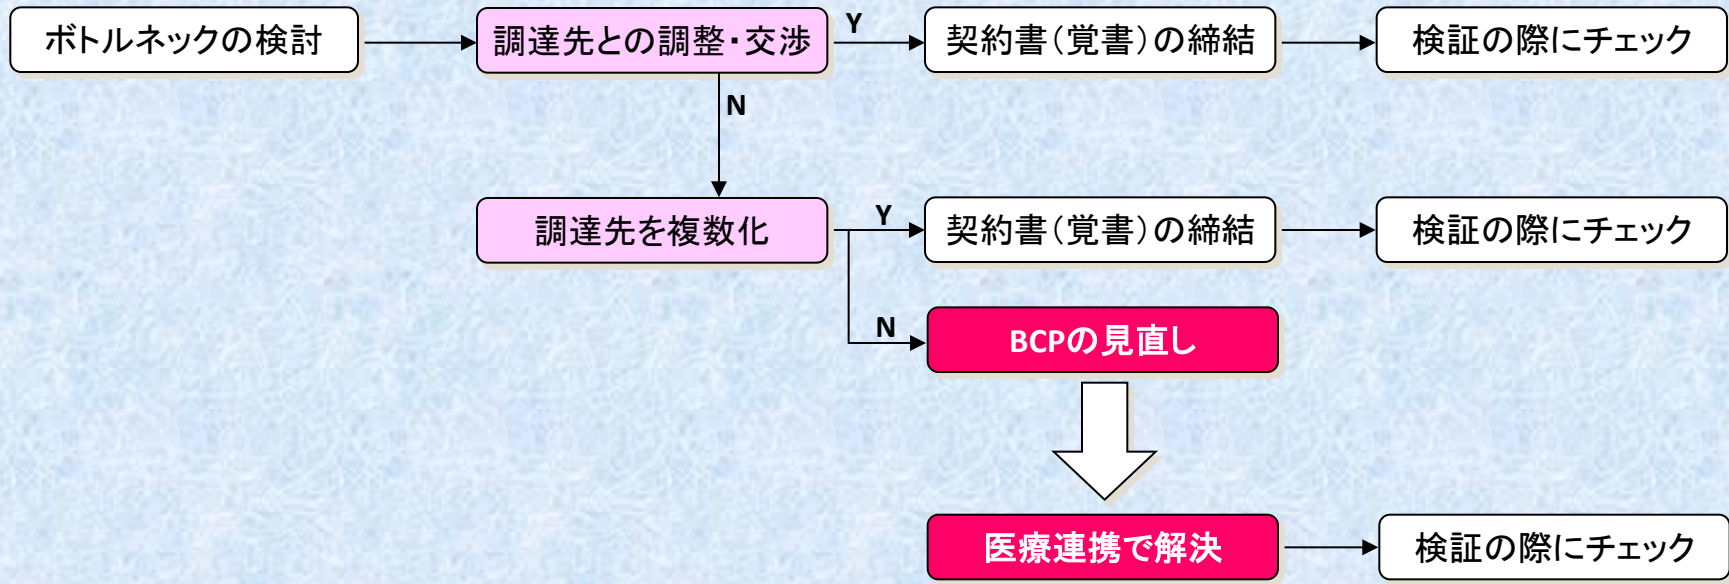 ボトルネックの検討
調達先との調整・交渉
Y
契約書(覚書)の締結
検証の際にチェック
N
調達先を複数化
Y
契約書(覚書)の締結
検証の際にチェック
N
BCPの見直し
医療連携で解決
検証の際にチェック